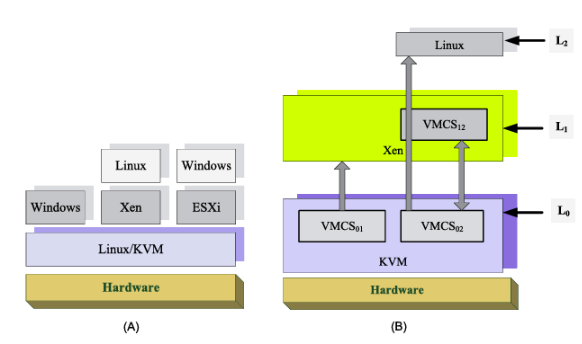 Linux
L2
VMCS12
Xen
L1
Linux
Windows
Windows
Xen
ESXi
L0
VMCS01
VMCS02
Linux/KVM
KVM
Hardware
Hardware
(A)
(B)